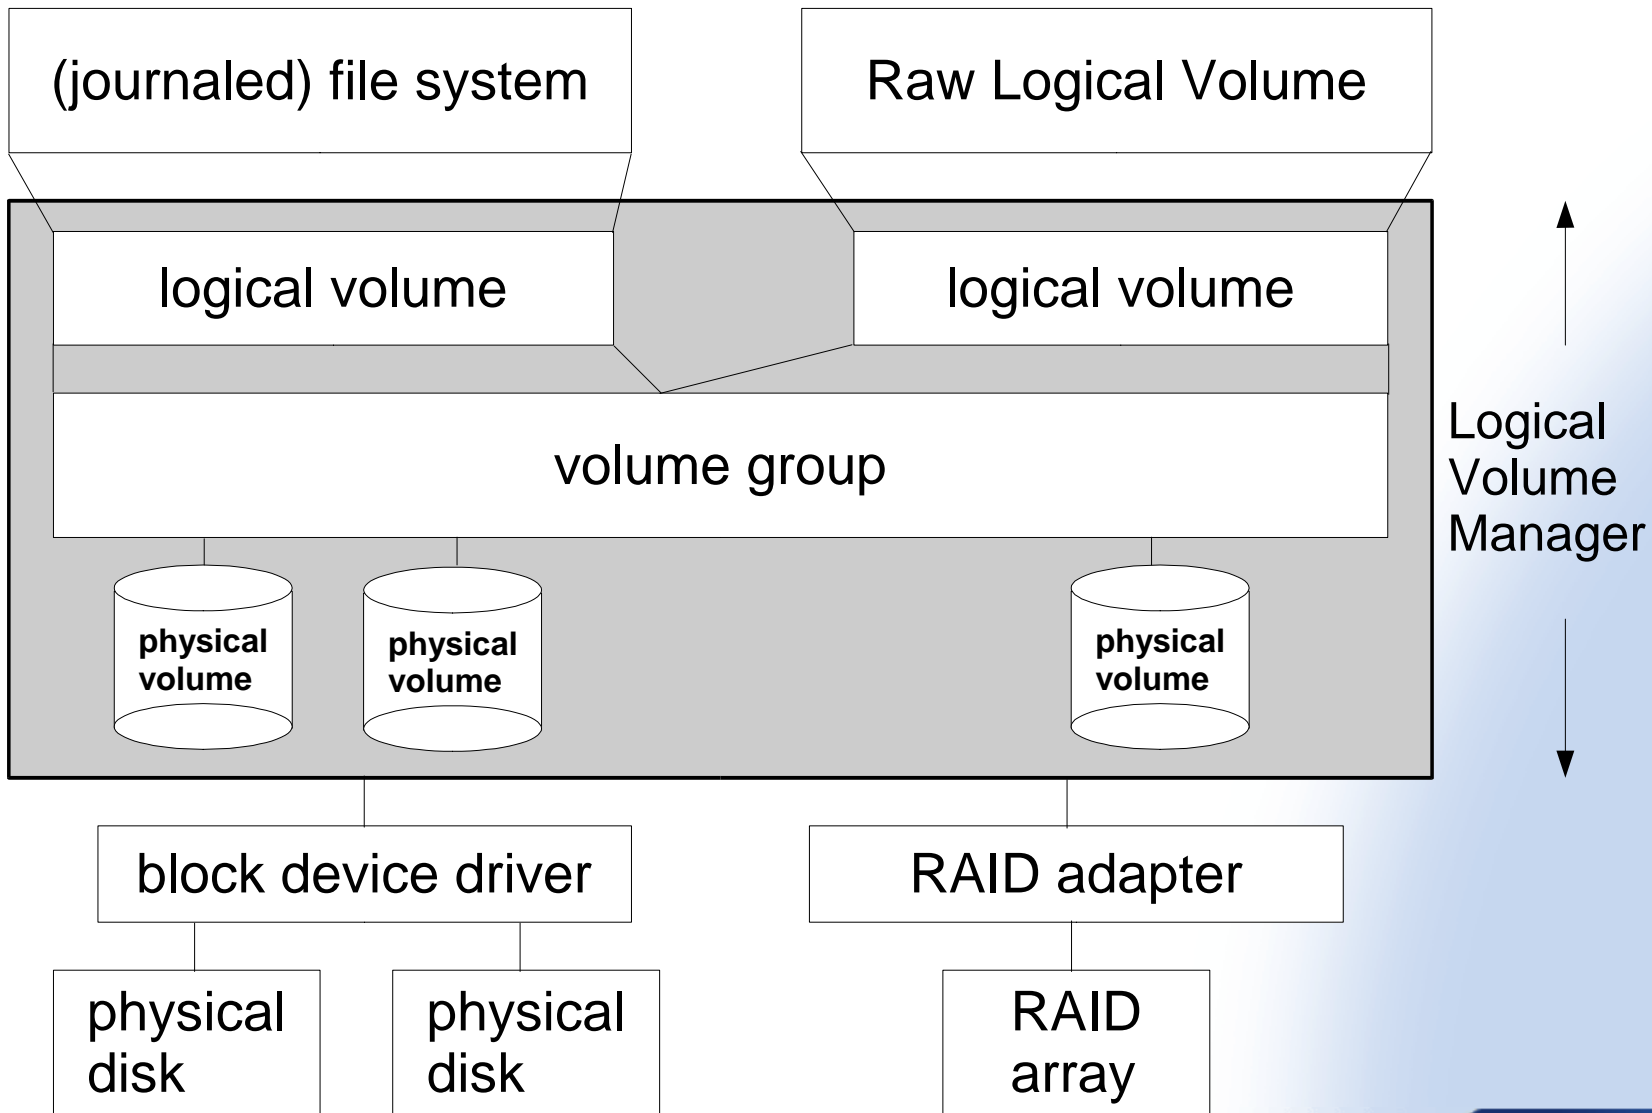 (journaled) file system
Raw Logical Volume
logical volume
logical volume
volume group
Logical
Volume
Manager
physical
volume
physical
volume
physical
volume
block device driver
RAID adapter
physical
disk
physical
disk
RAID
array